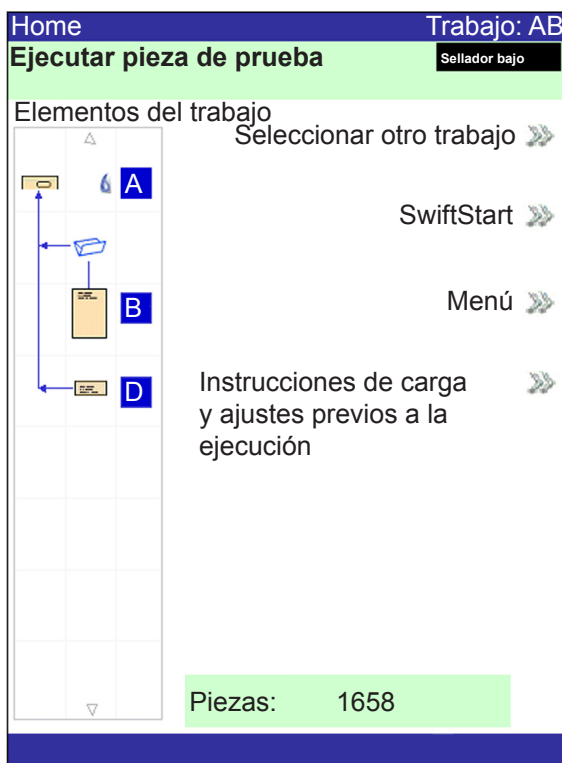 Home
Trabajo: AB
Ejecutar pieza de prueba
Sellador bajo
Elementos del trabajo
Seleccionar otro trabajo
A
SwiftStart
B
Menú
D
Instrucciones de carga
y ajustes previos a la
ejecución
Piezas: 1658